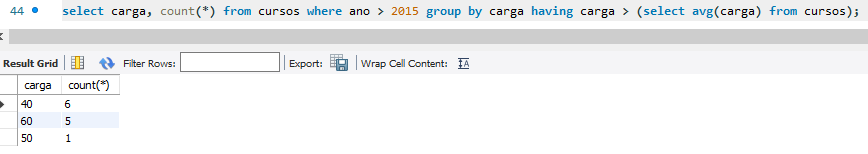 44 select carga, count(*) from cursos where ano > 2015 group by carga having carga > (select avg(carga) from cursos);
Result Grid Filter Rows: Export: Wrap Cell Content: IA
carga count(*)
40 6
60 5
50 1